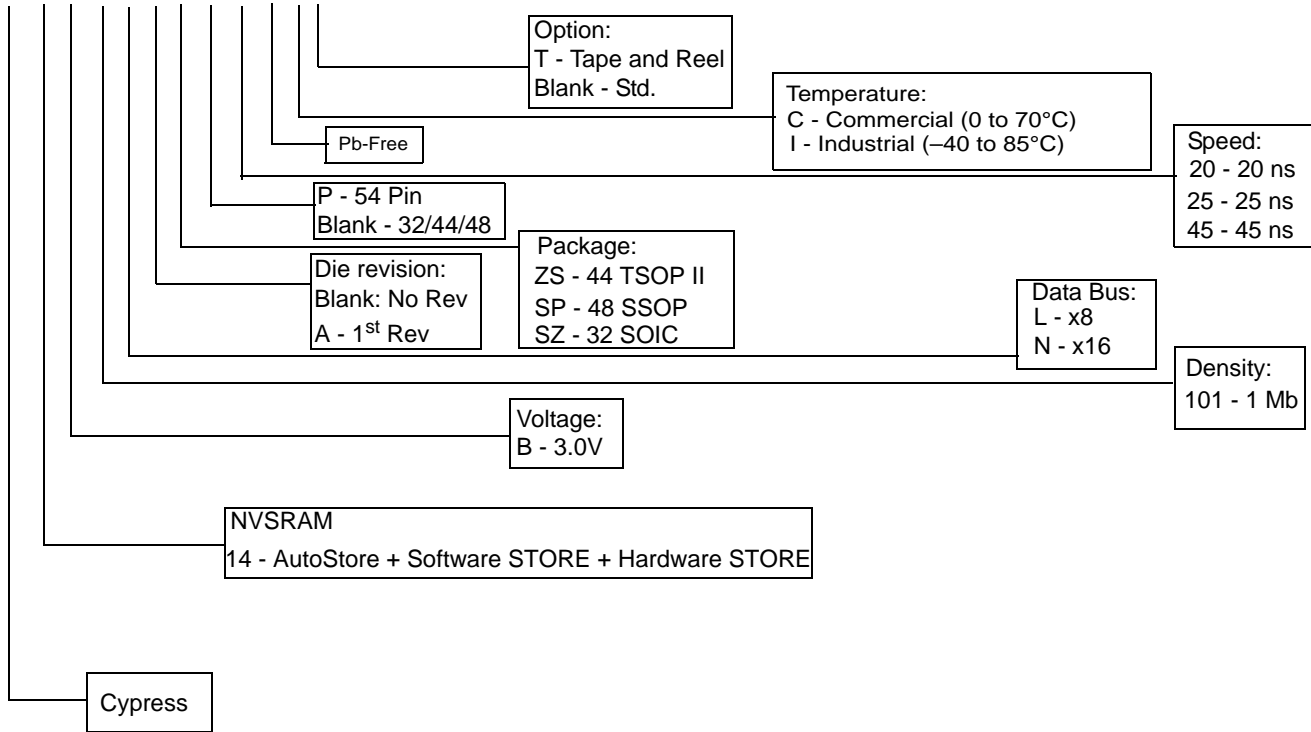 Option:
T - Tape and Reel
Blank - Std.
Temperature:
C - Commercial (0 to 70°C)
I - Industrial (–40 to 85°C)
Pb-Free
Speed:
20 - 20 ns
25 - 25 ns
45 - 45 ns
P - 54 Pin
Blank - 32/44/48
Package:
ZS - 44 TSOP II
SP - 48 SSOP
SZ - 32 SOIC
Die revision:
Blank: No Rev
A - 1st Rev
Data Bus:
L - x8
N - x16
Density:
101 - 1 Mb
Voltage:
B - 3.0V
NVSRAM
14 - AutoStore + Software STORE + Hardware STORE
Cypress